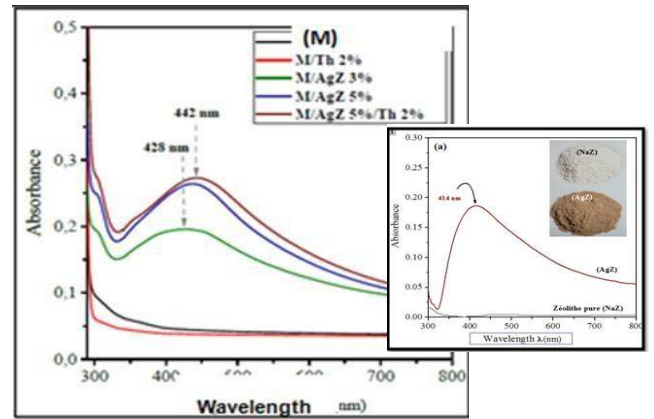 0,5
0,4
0,3
0,2
0,1
0,0
Absorbance
(M)
M/Th 2%
M/AgZ 3%
M/AgZ 5%
M/AgZ 5%/Th 2%
442 nm
428 nm
300 400 500 600 700 800
Wavelength nm)
(a)
0.30
0.25
0.20
0.15
0.10
0.05
0.00
Absorbance
(NaZ)
(AgZ)
414 nm
(AgZ)
Zéolithe pure (NaZ)
300 400 500 600 700 800
Wavelength λ(nm)